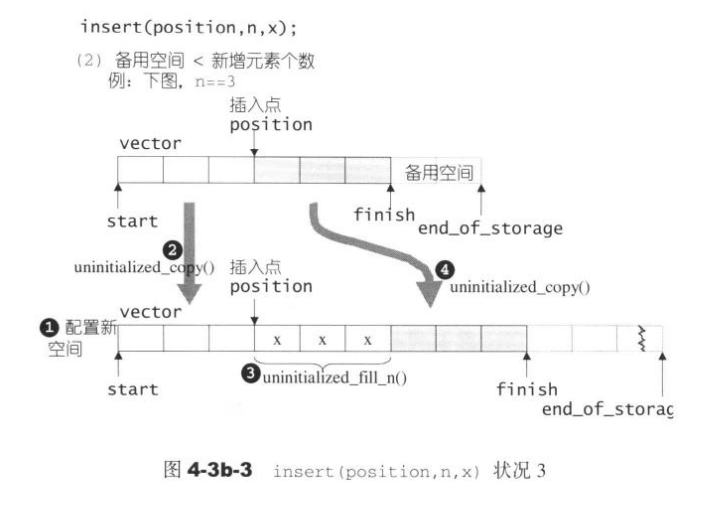 insert(position,n,x);
(2) 备用空间 < 新增元素个数
例：下图，n==3
插入点
position
vector
备用空间
start
finish
end_of_storage
❷
uninitialized_copy()
插入点
position
❹
uninitialized_copy()
vector
❶ 配置新
空间
x x x
start
❸ uninitialized_fill_n()
finish
end_of_storag
图 4-3b-3 insert(position,n,x) 状况 3